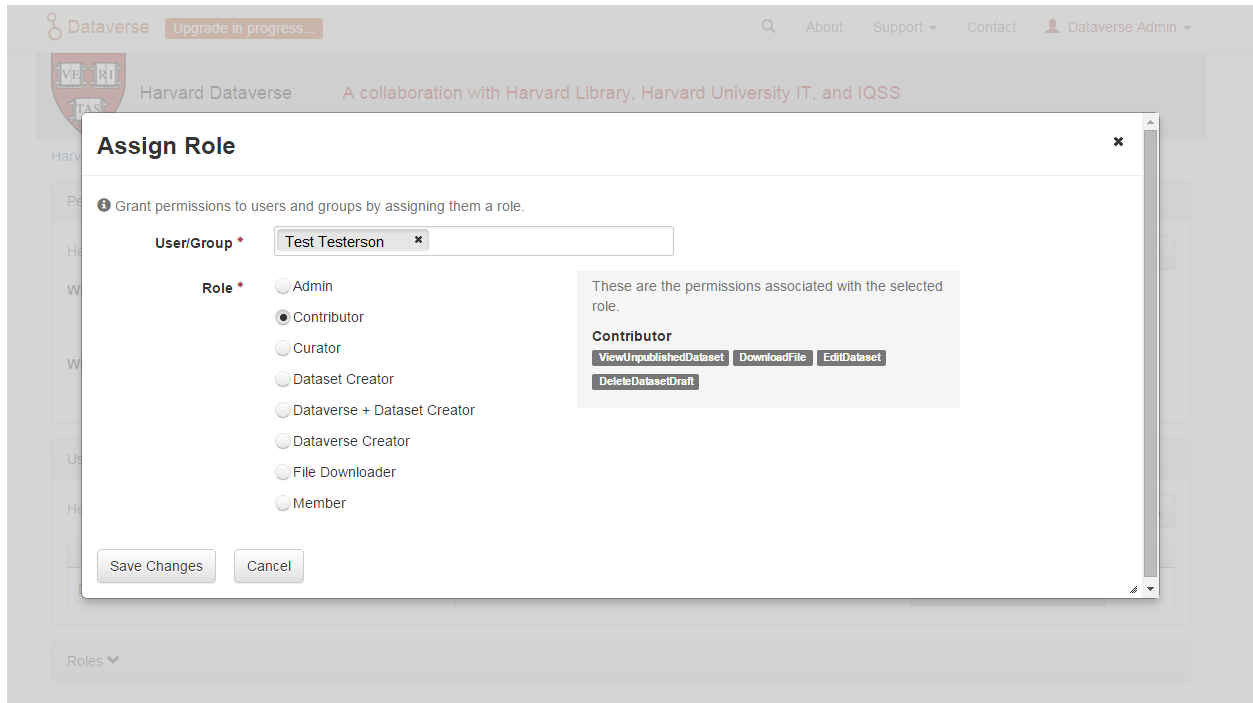 Dataverse Upgrade in progress... About Support Contact Dataverse Admin
VE RI
TAS
Harvard Dataverse A collaboration with Harvard Library, Harvard University IT, and IQSS
Assign Role
Grant permissions to users and groups by assigning them a role.
User/Group * Test Testerson
Role *
Admin
Contributor
Curator
Dataset Creator
Dataverse + Dataset Creator
Dataverse Creator
File Downloader
Member
These are the permissions associated with the selected
role.
Contributor
ViewUnpublishedDataset DownloadFile EditDataset
DeleteDatasetDraft
Save Changes Cancel
Roles